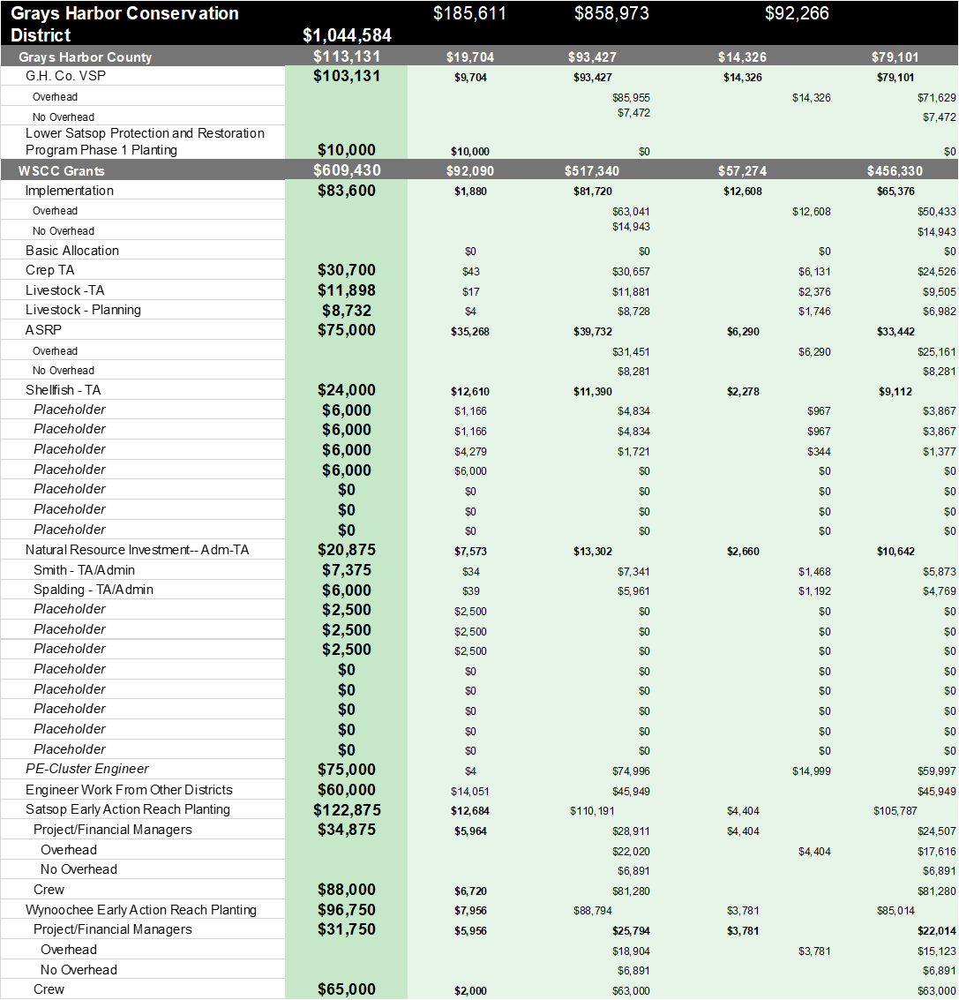 Grays Harbor Conservation $185,611 $858,973 $92,266
District $1,044,584
Grays Harbor County $113,131 $19,704 $93,427 $14,326 $79,101
G.H. Co. VSP $103,131 $9,704 $93,427 $14,326 $79,101
Overhead $85,955 $14,326 $71,629
No Overhead $7,472 $7,472
Lower Satsop Protection and Restoration
Program Phase 1 Planting $10,000 $10,000 $0 $0
WSCC Grants $609,430 $92,090 $517,340 $57,274 $456,330
Implementation $83,600 $1,880 $81,720 $12,608 $65,376
Overhead $63,041 $12,608 $50,433
No Overhead $14,943 $14,943
Basic Allocation $0 $0 $0 $0
Crep TA $30,700 $43 $30,657 $6,131 $24,526
Livestock -TA $11,898 $17 $11,881 $2,376 $9,505
Livestock - Planning $8,732 $4 $8,728 $1,746 $6,982
ASRP $75,000 $35,268 $39,732 $6,290 $33,442
Overhead $31,451 $6,290 $25,161
No Overhead $8,281 $8,281
Shellfish - TA $24,000 $12,610 $11,390 $2,278 $9,112
Placeholder $6,000 $1,166 $4,834 $967 $3,867
Placeholder $6,000 $1,166 $4,834 $967 $3,867
Placeholder $6,000 $4,279 $1,721 $344 $1,377
Placeholder $6,000 $6,000 $0 $0 $0
Placeholder $0 $0 $0 $0 $0
Placeholder $0 $0 $0 $0 $0
Placeholder $0 $0 $0 $0 $0
Natural Resource Investment-- Adm-TA $20,875 $7,573 $13,302 $2,660 $10,642
Smith - TA/Admin $7,375 $34 $7,341 $1,468 $5,873
Spalding - TA/Admin $6,000 $39 $5,961 $1,192 $4,769
Placeholder $2,500 $2,500 $0 $0 $0
Placeholder $2,500 $2,500 $0 $0 $0
Placeholder $2,500 $2,500 $0 $0 $0
Placeholder $0 $0 $0 $0 $0
Placeholder $0 $0 $0 $0 $0
Placeholder $0 $0 $0 $0 $0
Placeholder $0 $0 $0 $0 $0
Placeholder $0 $0 $0 $0 $0
PE-Cluster Engineer $75,000 $4 $74,996 $14,999 $59,997
Engineer Work From Other Districts $60,000 $14,051 $45,949 $45,949
Satsop Early Action Reach Planting $122,875 $12,684 $110,191 $4,404 $105,787
Project/Financial Managers $34,875 $5,964 $28,911 $4,404 $24,507
Overhead $22,020 $4,404 $17,616
No Overhead $6,891 $6,891
Crew $88,000 $6,720 $81,280 $81,280
Wynoochee Early Action Reach Planting $96,750 $7,956 $88,794 $3,781 $85,014
Project/Financial Managers $31,750 $5,956 $25,794 $3,781 $22,014
Overhead $18,904 $3,781 $15,123
No Overhead $6,891 $6,891
Crew $65,000 $2,000 $63,000 $63,000